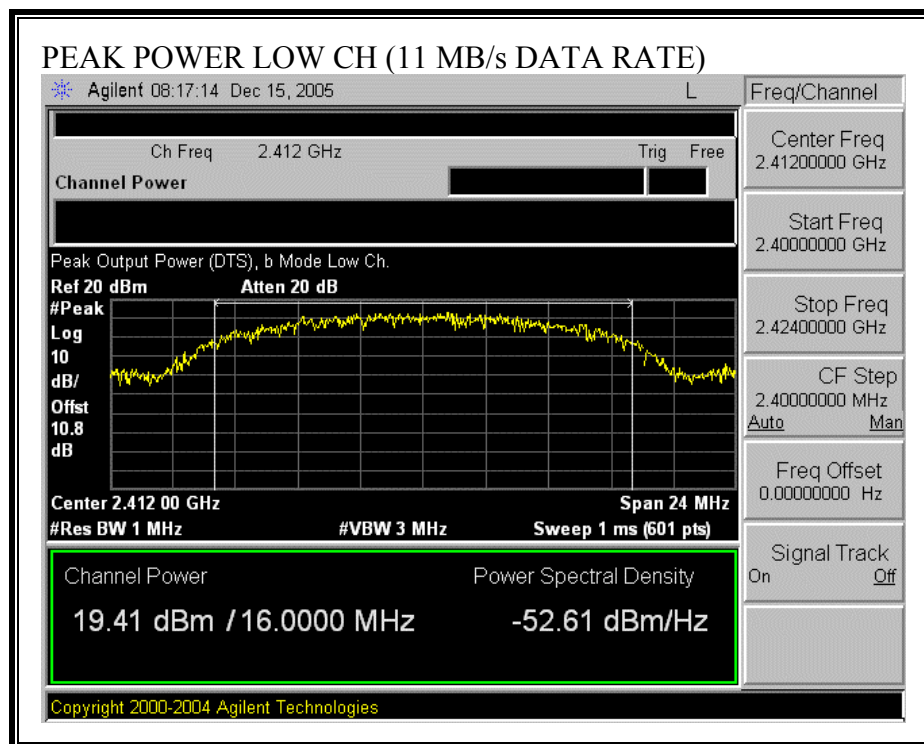 PEAK POWER LOW CH (11 MB/s DATA RATE)
Agilent 08:17:14 Dec 15, 2005 L Freq/Channel
Ch Freq 2.412 GHz Trig Free
Channel Power
Center Freq
2.41200000 GHz
Start Freq
2.40000000 GHz
Stop Freq
2.42400000 GHz
CF Step
2.40000000 MHz
Auto Man
Freq Offset
0.00000000 Hz
Signal Track
On Off
Peak Output Power (DTS), b Mode Low Ch.
Ref 20 dBm Atten 20 dB
#Peak
Log
10
dB/
Offst
10.8
dB
Center 2.412 00 GHz Span 24 MHz
#Res BW 1 MHz #VBW 3 MHz Sweep 1 ms (601 pts)
Channel Power Power Spectral Density
19.41 dBm / 16.0000 MHz -52.61 dBm/Hz
Copyright 2000-2004 Agilent Technologies